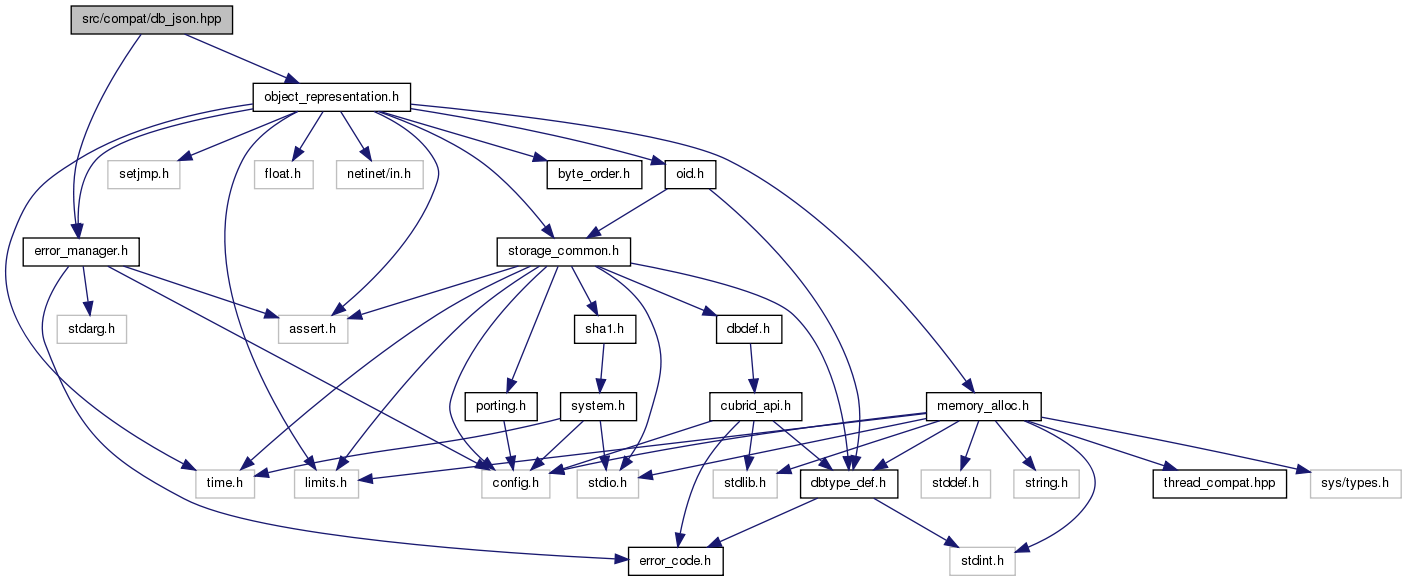 src/compat/db_json.hpp
object_representation.h
setjmp.h
float.h
netinet/in.h
byte_order.h
oid.h
error_manager.h
storage_common.h
stdarg.h
assert.h
sha1.h
dbdef.h
porting.h
system.h
cubrid_api.h
memory_alloc.h
time.h
limits.h
config.h
stdio.h
stdlib.h
dbtype_def.h
stddef.h
string.h
thread_compat.hpp
sys/types.h
error_code.h
stdint.h